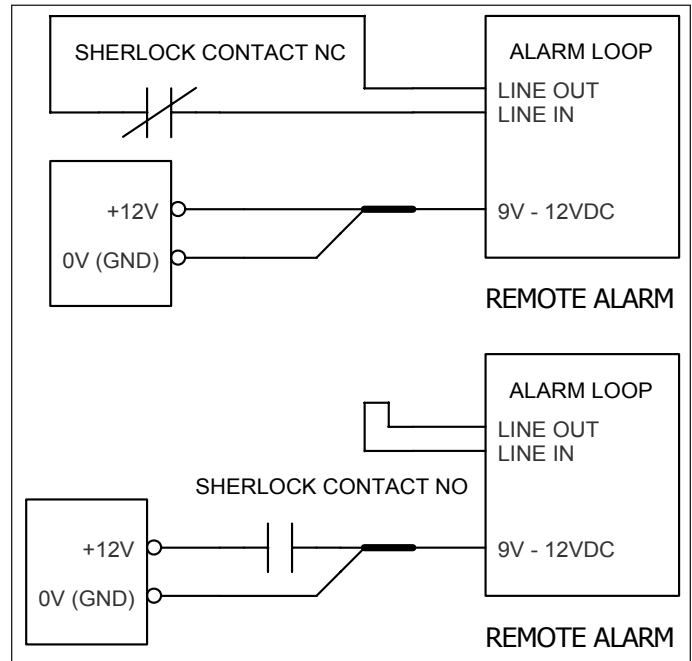 SHERLOCK CONTACT NC
ALARM LOOP
LINE OUT
LINE IN
+12V
9V - 12VDC
0V (GND)
REMOTE ALARM
ALARM LOOP
LINE OUT
LINE IN
SHERLOCK CONTACT NO
+12V
9V - 12VDC
0V (GND)
REMOTE ALARM